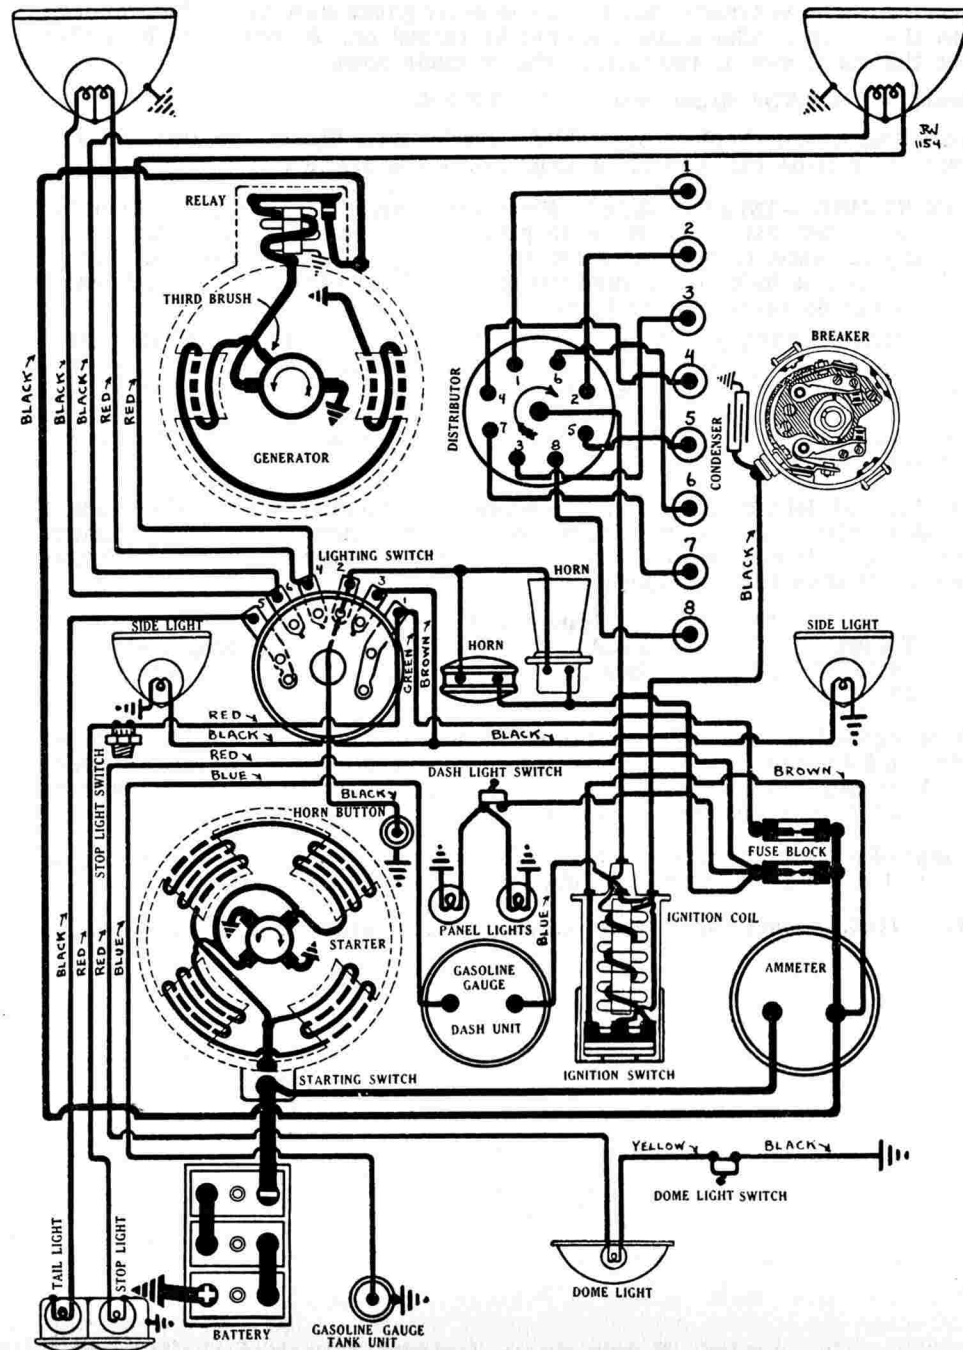 RW
1154
RELAY
THIRD BRUSH
GENERATOR
BLACK
BLACK
BLACK
RED
RED
1
2
3
4
5
6
7
8
DISTRIBUTOR
1
6
4
2
7
5
3
8
BREAKER
CONDENSER
BLACK
LIGHTING SWITCH
5
6
4
2
3
1
HORN
HORN
GREEN
BROWN
SIDE LIGHT
SIDE LIGHT
RED
BLACK
BLACK
RED
BLUE
BLACK
HORN BUTTON
STOP LIGHT SWITCH
DASH LIGHT SWITCH
BROWN
FUSE BLOCK
PANEL LIGHTS
BLUE
IGNITION COIL
STARTER
BLACK
RED
RED
BLUE
GASOLINE
GAUGE
DASH UNIT
AMMETER
IGNITION SWITCH
STARTING SWITCH
YELLOW
BLACK
DOME LIGHT SWITCH
DOME LIGHT
TAIL LIGHT
STOP LIGHT
BATTERY
GASOLINE GAUGE
TANK UNIT